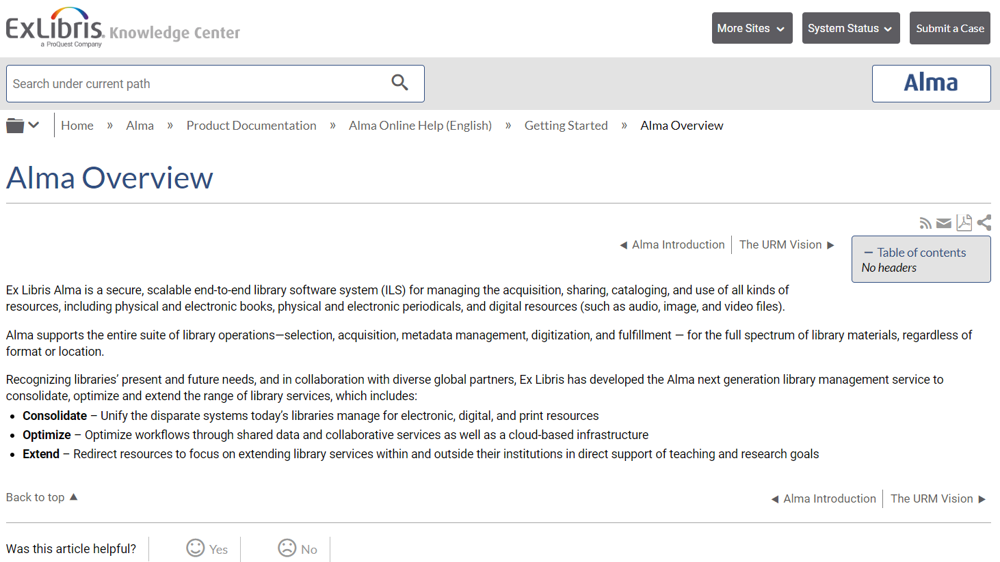 ExLibris Knowledge Center
a ProQuest Company
More Sites
System Status
Submit a Case
Search under current path
Alma
Home » Alma » Product Documentation » Alma Online Help (English) » Getting Started » Alma Overview
Alma Overview
◀ Alma Introduction | The URM Vision ▶
— Table of contents
No headers
Ex Libris Alma is a secure, scalable end-to-end library software system (ILS) for managing the acquisition, sharing, cataloging, and use of all kinds of
resources, including physical and electronic books, physical and electronic periodicals, and digital resources (such as audio, image, and video files).
Alma supports the entire suite of library operations—selection, acquisition, metadata management, digitization, and fulfillment — for the full spectrum of library materials, regardless of
format or location.
Recognizing libraries’ present and future needs, and in collaboration with diverse global partners, Ex Libris has developed the Alma next generation library management service to
consolidate, optimize and extend the range of library services, which includes:
• Consolidate – Unify the disparate systems today’s libraries manage for electronic, digital, and print resources
• Optimize – Optimize workflows through shared data and collaborative services as well as a cloud-based infrastructure
• Extend – Redirect resources to focus on extending library services within and outside their institutions in direct support of teaching and research goals
Back to top ▲
◀ Alma Introduction | The URM Vision ▶
Was this article helpful?
Yes
No